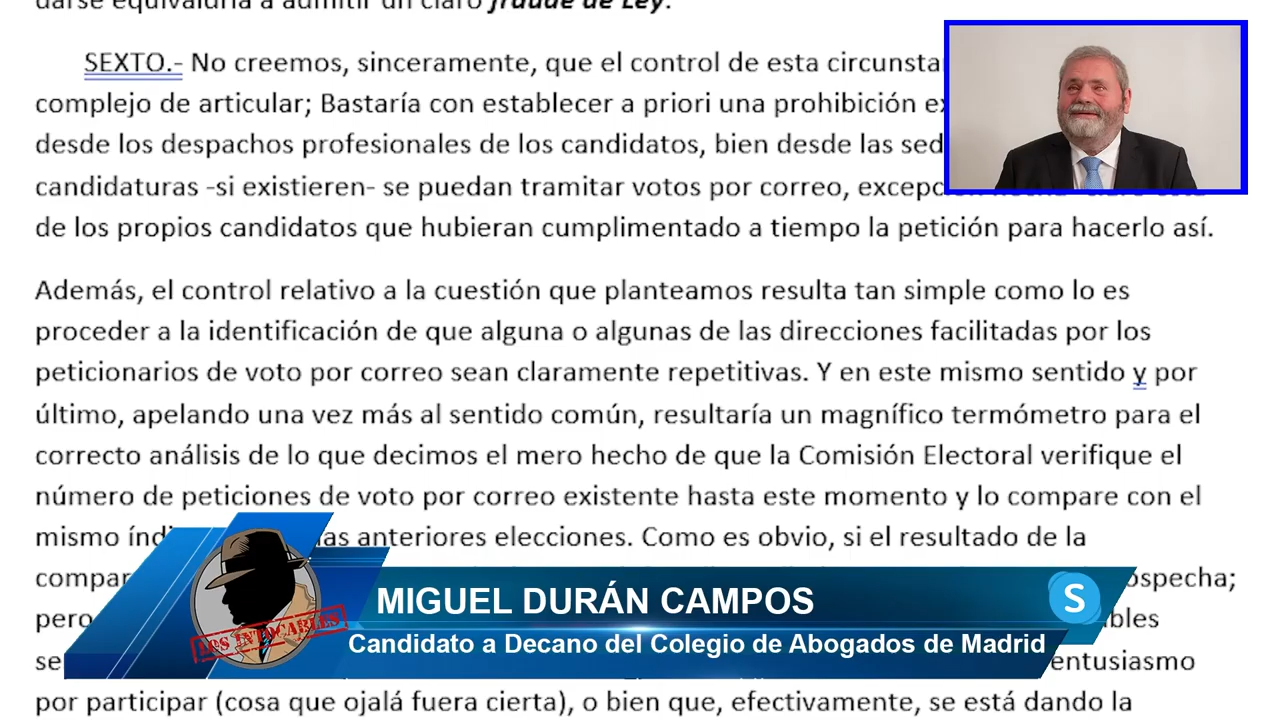 darse equivaldría a admitir un claro fraude de Ley.
SEXTO.- No creemos, sinceramente, que el control de esta
complejo de articular; Bastaría con establecer a priori una prohibición
desde los despachos profesionales de los candidatos, bien desde las
candidaturas -si existieren- se puedan tramitar votos por correo,
de los propios candidatos que hubieran cumplimentado a tiempo la petición para hacerlo así.
Además, el control relativo a la cuestión que planteamos resulta tan simple como lo es
proceder a la identificación de que alguna o algunas de las direcciones facilitadas por los
peticionarios de voto por correo sean claramente repetitivas. Y en este mismo sentido y por
último, apelando una vez más al sentido común, resultaría un magnífico termómetro para el
correcto análisis de lo que decimos el mero hecho de que la Comisión Electoral verifique el
número de peticiones de voto por correo existente hasta este momento y lo compare con el
mismo anteriores elecciones. Como es obvio, si el resultado de la
pero
se entusiasmo
por participar (cosa que ojalá fuera cierta), o bien que, efectivamente, se está dando la
LOS INTOCABLES
MIGUEL DURÁN CAMPOS
S
Candidato a Decano del Colegio de Abogados de Madrid